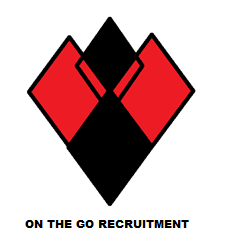 ON THE GO RECRUITMENT